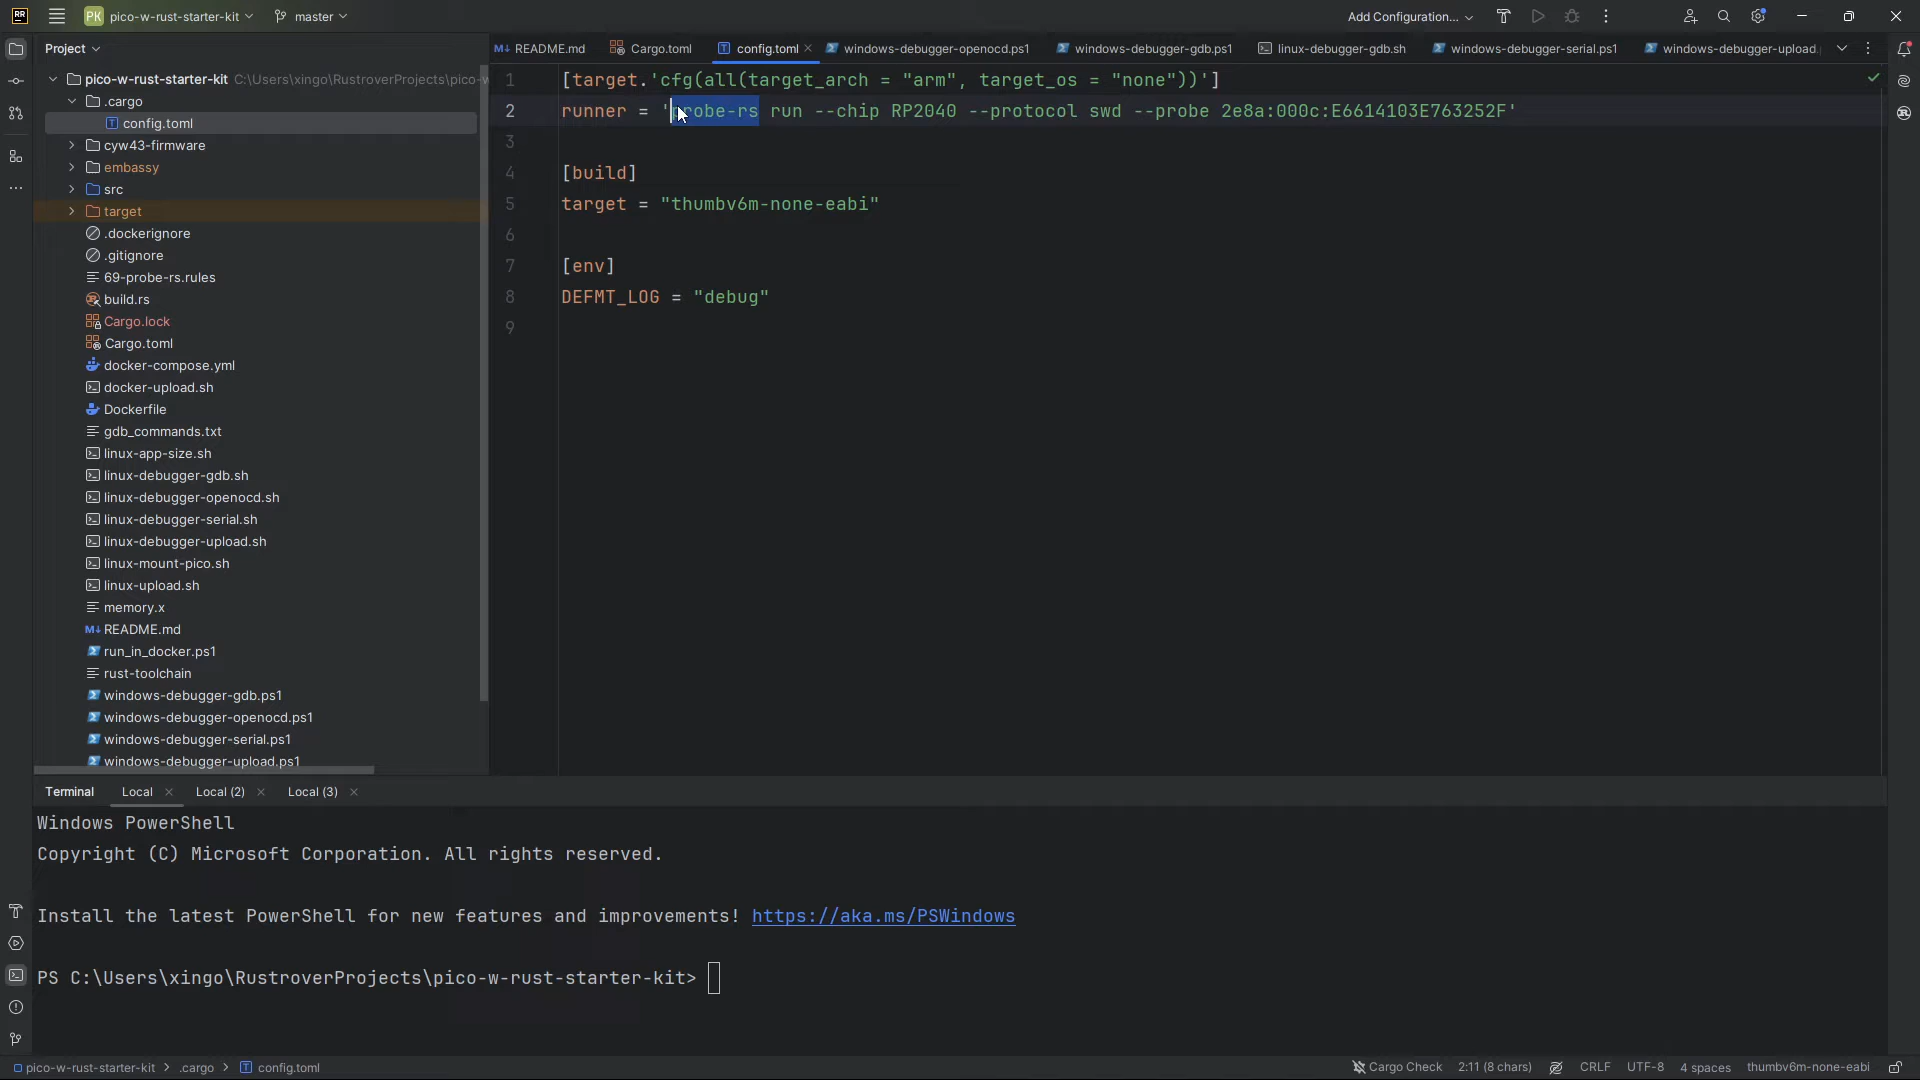 PK pico-w-rust-starter-kit master Add Configuration...
Project
README.md Cargo.toml config.toml windows-debugger-openocd.ps1 windows-debugger-gdb.ps1 linux-debugger-gdb.sh windows-debugger-serial.ps1 windows-debugger-upload.
pico-w-rust-starter-kit C:\Users\xingo\RustroverProjects\pico-w
.cargo
config.toml
cyw43-firmware
embassy
src
target
.dockerignore
.gitignore
69-probe-rs.rules
build.rs
Cargo.lock
Cargo.toml
docker-compose.yml
docker-upload.sh
Dockerfile
gdb_commands.txt
linux-app-size.sh
linux-debugger-gdb.sh
linux-debugger-openocd.sh
linux-debugger-serial.sh
linux-debugger-upload.sh
linux-mount-pico.sh
linux-upload.sh
memory.x
README.md
run_in_docker.ps1
rust-toolchain
windows-debugger-gdb.ps1
windows-debugger-openocd.ps1
windows-debugger-serial.ps1
windows-debugger-upload.ps1
1 [target.'cfg(all(target_arch = "arm", target_os = "none"))']
2 runner = 'probe-rs run --chip RP2040 --protocol swd --probe 2e8a:000c:E6614103E763252F'
3
4 [build]
5 target = "thumbv6m-none-eabi"
6
7 [env]
8 DEFMT_LOG = "debug"
9
Terminal Local Local (2) Local (3)
Windows PowerShell
Copyright (C) Microsoft Corporation. All rights reserved.
Install the latest PowerShell for new features and improvements! https://aka.ms/PSWindows
PS C:\Users\xingo\RustroverProjects\pico-w-rust-starter-kit>
pico-w-rust-starter-kit > .cargo > config.toml Cargo Check 2:11 (8 chars) CRLF UTF-8 4 spaces thumbv6m-none-eabi